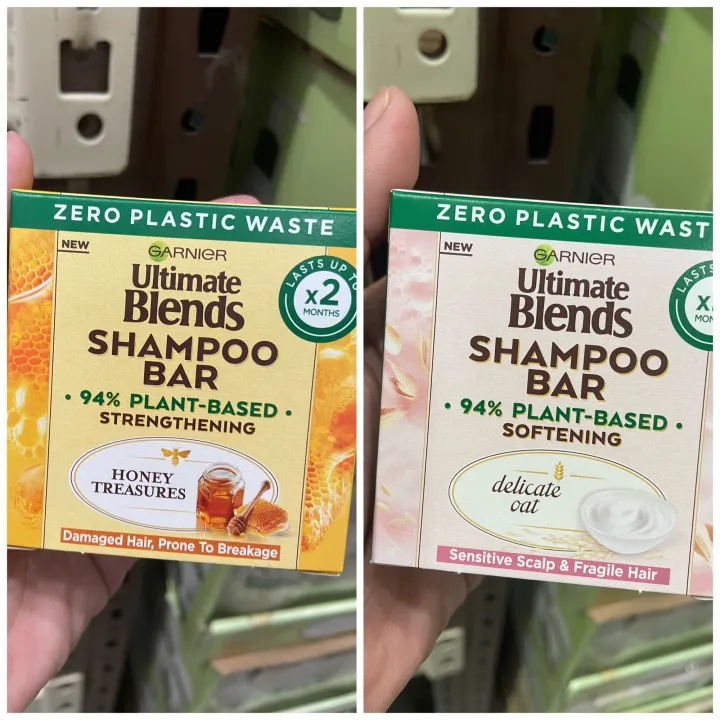 ZERO PLASTIC WASTE
NEW
GARNIER
LASTS UP TO
x2
MONTHS
Ultimate
Blends
SHAMPOO
BAR
• 94% PLANT-BASED •
STRENGTHENING
HONEY
TREASURES
Damaged Hair, Prone To Breakage
ZERO PLASTIC WAST
NEW
GARNIER
LASTS
x
MON
Ultimate
Blends
SHAMPOO
BAR
• 94% PLANT-BASED •
SOFTENING
delicate
oat
Sensitive Scalp & Fragile Hair